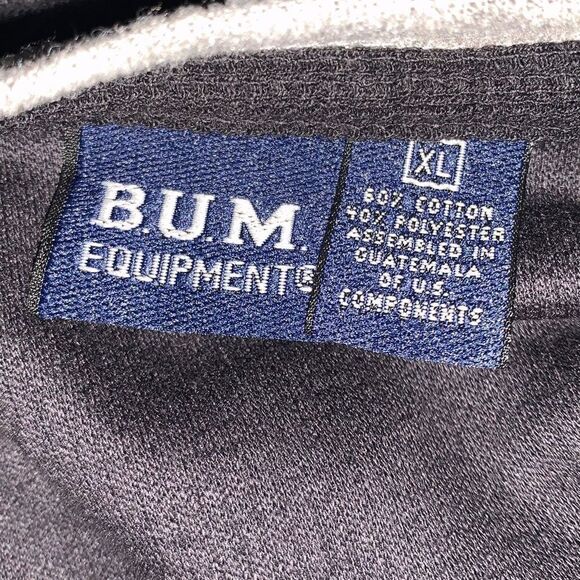 B.U.M.
EQUIPMENT®
XL
60% COTTON
40% POLYESTER
ASSEMBLED IN
GUATEMALA
OF U.S.
COMPONENTS